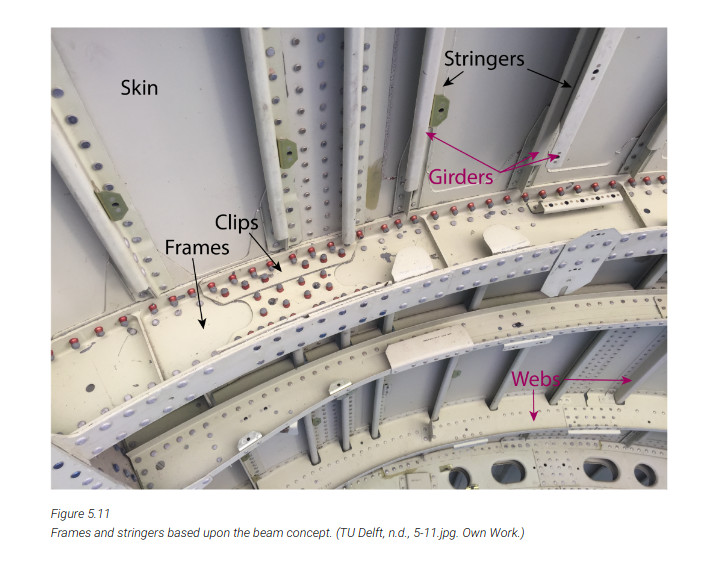 Stringers
Skin
Girders
Clips
Frames
Webs
Figure 5.11
Frames and stringers based upon the beam concept. (TU Delft, n.d., 5-11.jpg. Own Work.)